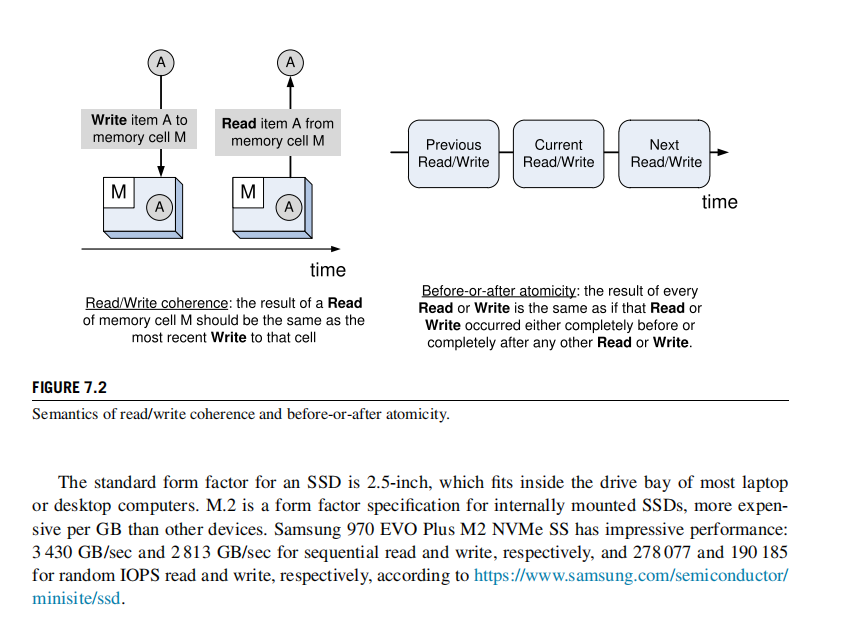 A
A
Write item A to
memory cell M
Read item A from
memory cell M
M
A
M
A
time
Previous
Read/Write
Current
Read/Write
Next
Read/Write
time
Read/Write coherence: the result of a Read
of memory cell M should be the same as the
most recent Write to that cell
Before-or-after atomicity: the result of every
Read or Write is the same as if that Read or
Write occurred either completely before or
completely after any other Read or Write.
FIGURE 7.2
Semantics of read/write coherence and before-or-after atomicity.
The standard form factor for an SSD is 2.5-inch, which fits inside the drive bay of most laptop
or desktop computers. M.2 is a form factor specification for internally mounted SSDs, more expen-
sive per GB than other devices. Samsung 970 EVO Plus M2 NVMe SS has impressive performance:
3 430 GB/sec and 2 813 GB/sec for sequential read and write, respectively, and 278 077 and 190 185
for random IOPS read and write, respectively, according to https://www.samsung.com/semiconductor/
minisite/ssd.